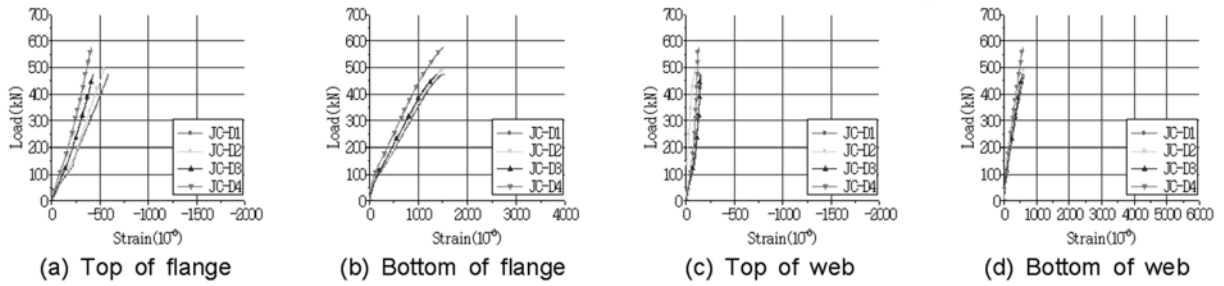 700
600
500
400
300
200
100
0
Load(kN)
JC-D1
JC-D2
JC-D3
JC-D4
0 -500 -1000 -1500 -2000
Strain(10⁻⁶)
(a) Top of flange
700
600
500
400
300
200
100
0
Load(kN)
JC-D1
JC-D2
JC-D3
JC-D4
0 1000 2000 3000 4000
Strain(10⁻⁶)
(b) Bottom of flange
700
600
500
400
300
200
100
0
Load(kN)
JC-D1
JC-D2
JC-D3
JC-D4
0 -500 -1000 -1500 -2000
Strain(10⁻⁶)
(c) Top of web
700
600
500
400
300
200
100
0
Load(kN)
JC-D1
JC-D2
JC-D3
JC-D4
0 1000 2000 3000 4000 5000 6000
Strain(10⁻⁶)
(d) Bottom of web